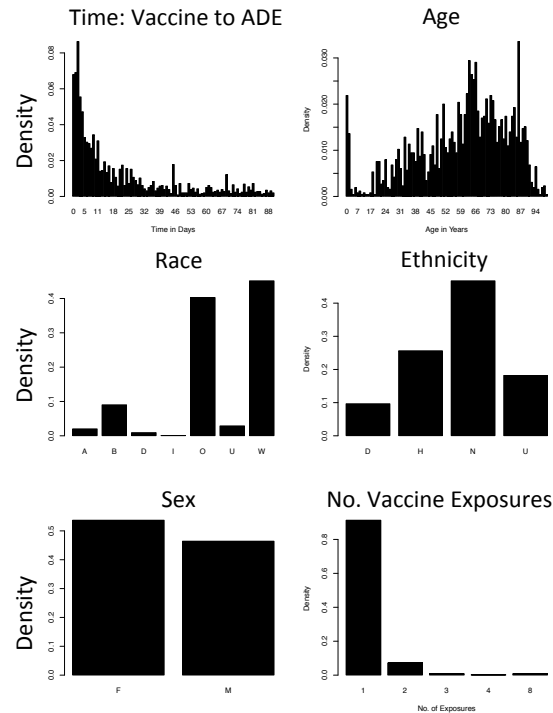 Time: Vaccine to ADE
Age
Density
0.00 0.02 0.04 0.06 0.08
0 5 11 18 25 32 39 46 53 60 67 74 81 88
Time in Days
Density
0.000 0.010 0.020 0.030
0 7 17 24 31 38 45 52 59 66 73 80 87 94
Age in Years
Race
Ethnicity
Density
0.0 0.1 0.2 0.3 0.4
A B D I O U W
Density
0.0 0.1 0.2 0.3 0.4
D H N U
Sex
No. Vaccine Exposures
Density
0.0 0.1 0.2 0.3 0.4 0.5
F M
Density
0.0 0.2 0.4 0.6 0.8
1 2 3 4 8
No. of Exposures